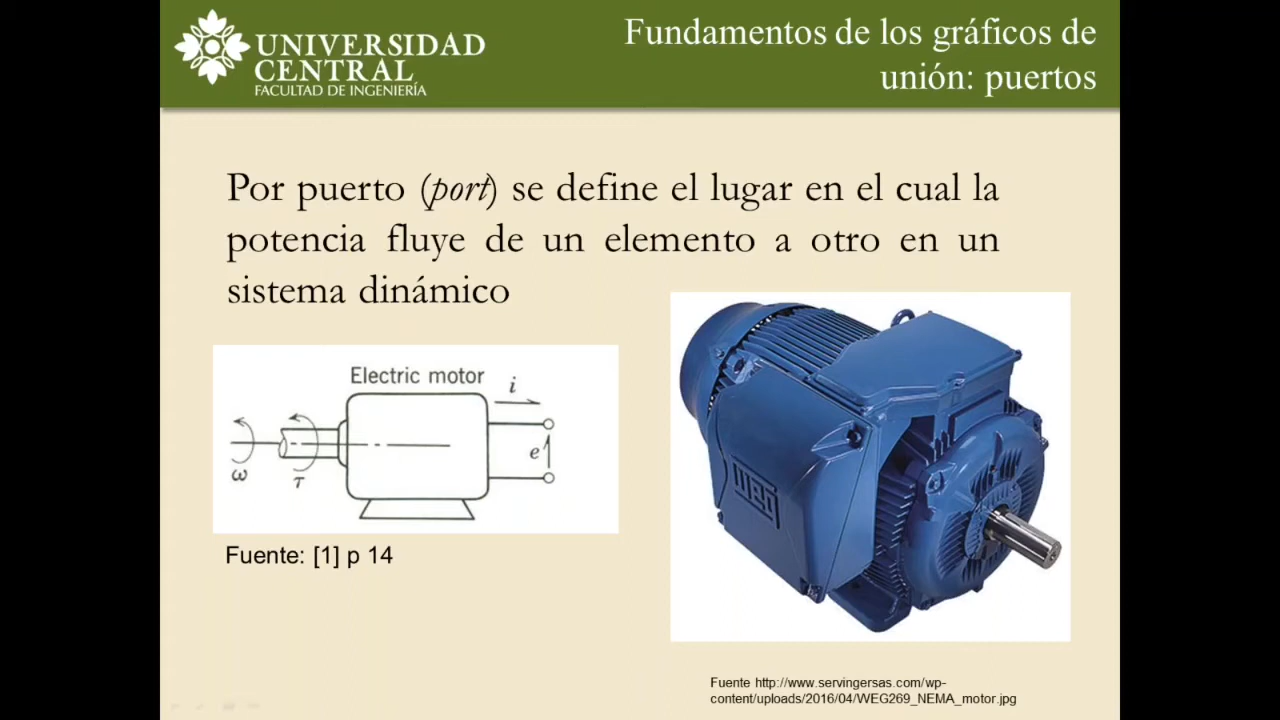 UNIVERSIDAD
CENTRAL
FACULTAD DE INGENIERÍA
Fundamentos de los gráficos de
unión: puertos
Por puerto (port) se define el lugar en el cual la
potencia fluye de un elemento a otro en un
sistema dinámico
Electric motor
i
e
ω
τ
Fuente: [1] p 14
WEG
Fuente http://www.servingersas.com/wp-
content/uploads/2016/04/WEG269_NEMA_motor.jpg